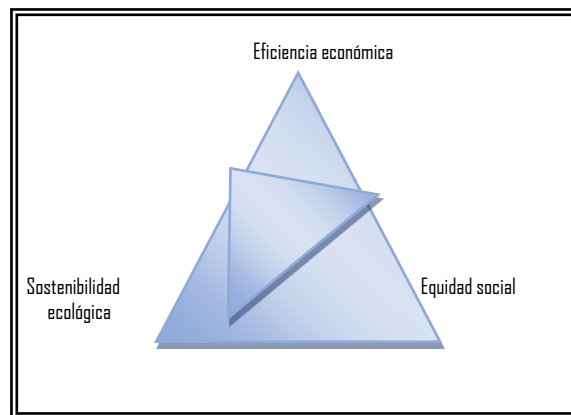 Eficiencia económica
Sostenibilidad
ecológica
Equidad social